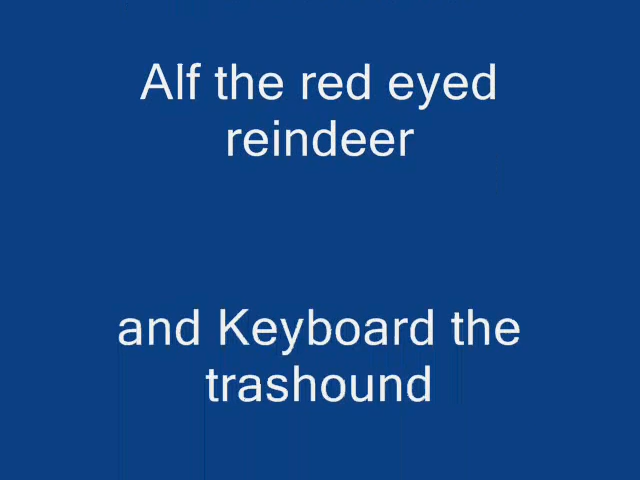 Alf the red eyed
reindeer
and Keyboard the
trashound